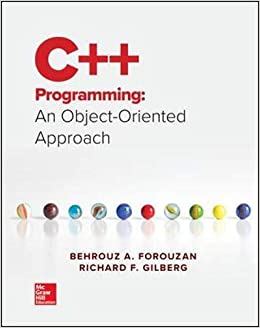 C++
Programming:
An Object-Oriented
Approach
BEHROUZ A. FOROUZAN
RICHARD F. GILBERG
Mc
Graw
Hill
Education